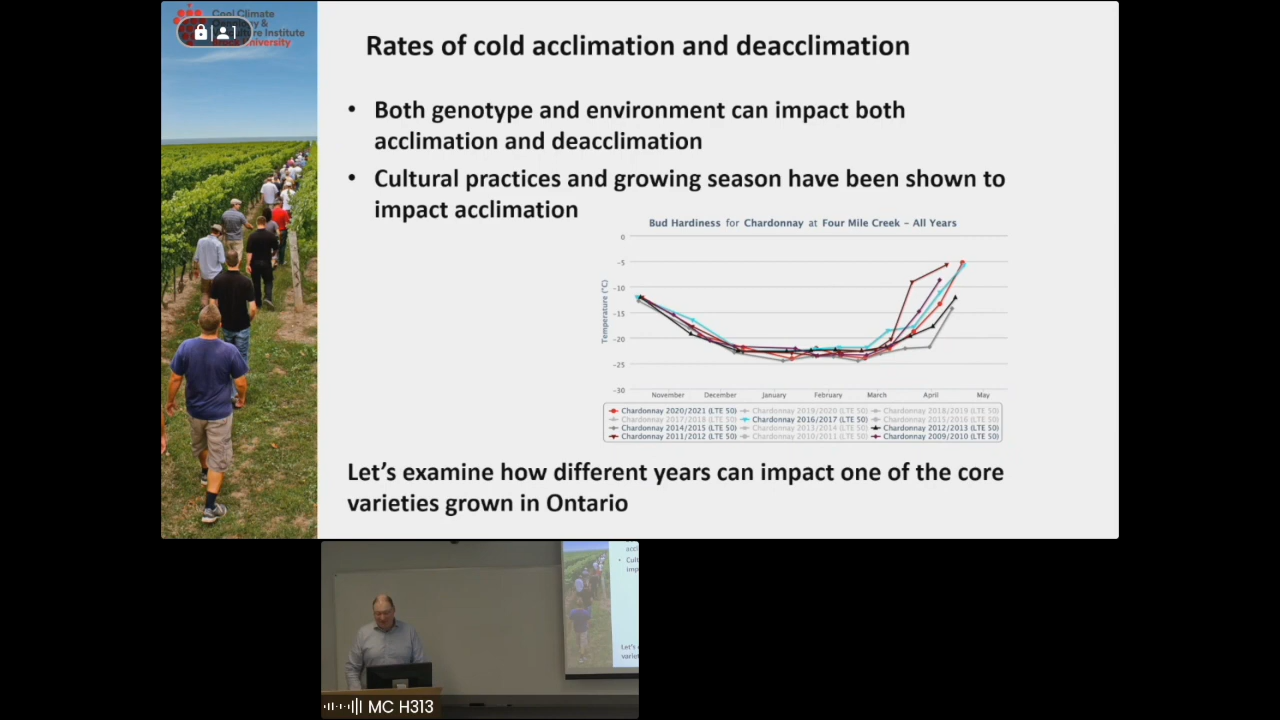 Cool Climate
Oenology &
Viticulture Institute
Brock University
1
Rates of cold acclimation and deacclimation
• Both genotype and environment can impact both
acclimation and deacclimation
• Cultural practices and growing season have been shown to
impact acclimation
Bud Hardiness for Chardonnay at Four Mile Creek – All Years
Temperature (°C)
0
-5
-10
-15
-20
-25
-30
November December January February March April May
Chardonnay 2020/2021 (LTE 50) Chardonnay 2019/2020 (LTE 50) Chardonnay 2018/2019 (LTE 50)
Chardonnay 2017/2018 (LTE 50) Chardonnay 2016/2017 (LTE 50) Chardonnay 2015/2016 (LTE 50)
Chardonnay 2014/2015 (LTE 50) Chardonnay 2013/2014 (LTE 50) Chardonnay 2012/2013 (LTE 50)
Chardonnay 2011/2012 (LTE 50) Chardonnay 2010/2011 (LTE 50) Chardonnay 2009/2010 (LTE 50)
Let's examine how different years can impact one of the core
varieties grown in Ontario
MC H313